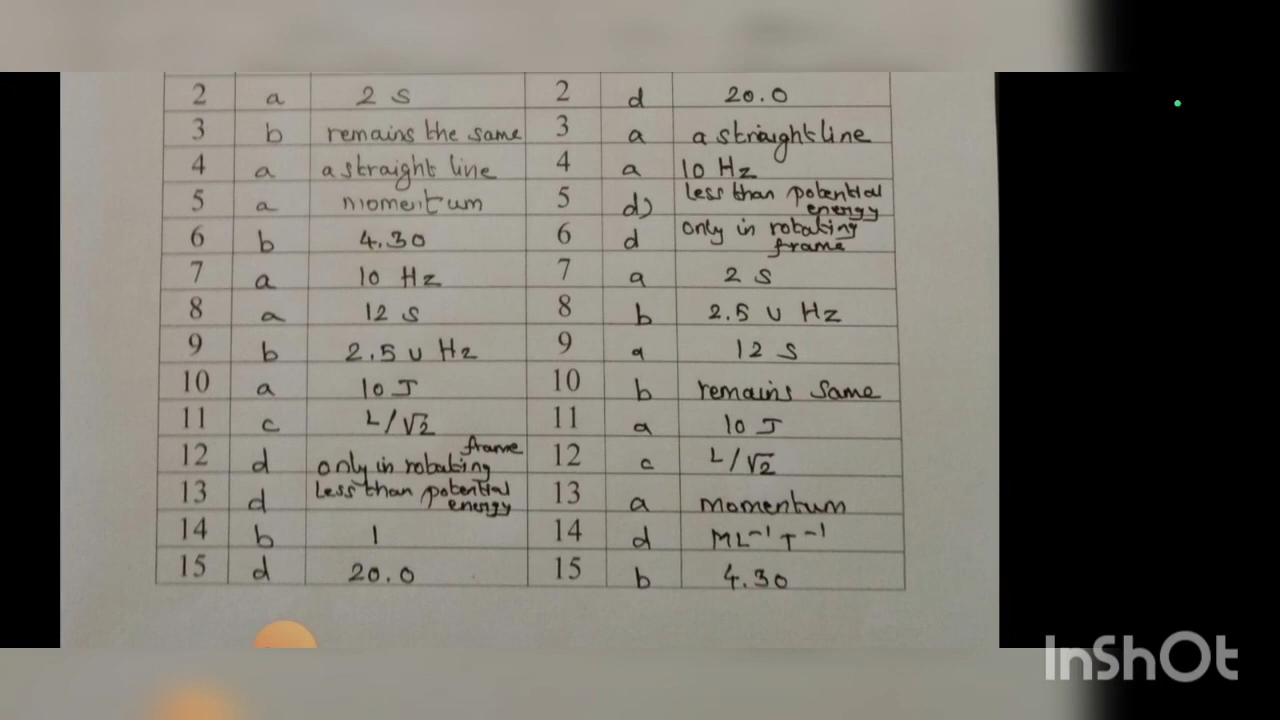 2 a 2 s 2 d 20.0
3 b remains the same 3 a a straight line
4 a a straight line 4 a 10 Hz
5 a momentum 5 d) less than potential
energy
6 b 4.30 6 d only in rotating
frame
7 a 10 Hz 7 a 2 s
8 a 12 s 8 b 2.5 υ Hz
9 b 2.5 υ Hz 9 a 12 s
10 a 10 J 10 b remains same
11 c L/√2 11 a 10 J
12 d only in rotating frame 12 c L/√2
13 d less than potential 13 a momentum
energy
14 b 1 14 d ML⁻¹T⁻¹
15 d 20.0 15 b 4.30
InShOt